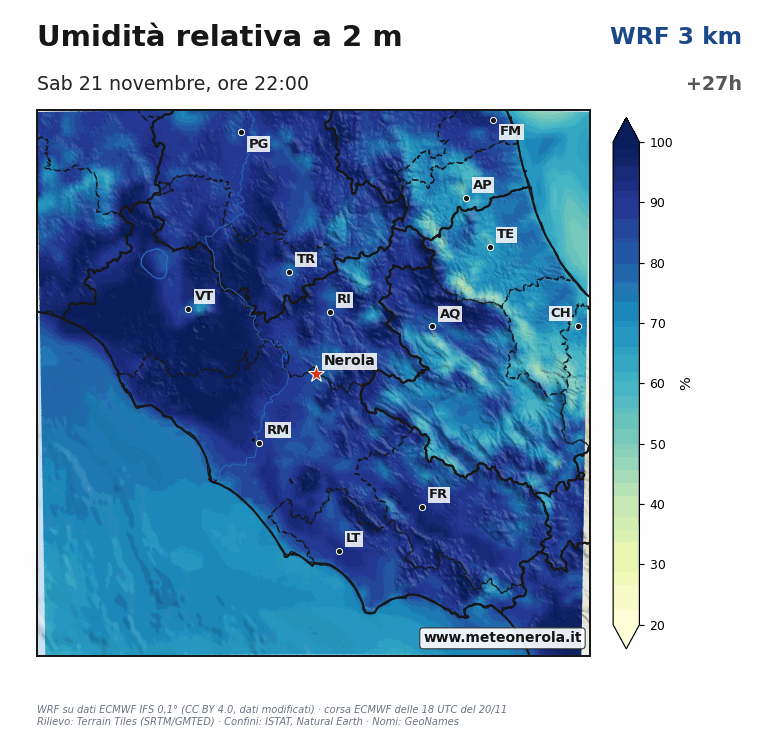 Umidità relativa a 2 m
WRF 3 km
Sab 21 novembre, ore 22:00
+27h
FM
PG
AP
TE
TR
VT
RI
AQ
CH
Nerola
RM
FR
LT
www.meteonerola.it
100
90
80
70
60
50
40
30
20
%
WRF su dati ECMWF IFS 0,1° (CC BY 4.0, dati modificati) · corsa ECMWF delle 18 UTC del 20/11
Rilievo: Terrain Tiles (SRTM/GMTED) · Confini: ISTAT, Natural Earth · Nomi: GeoNames